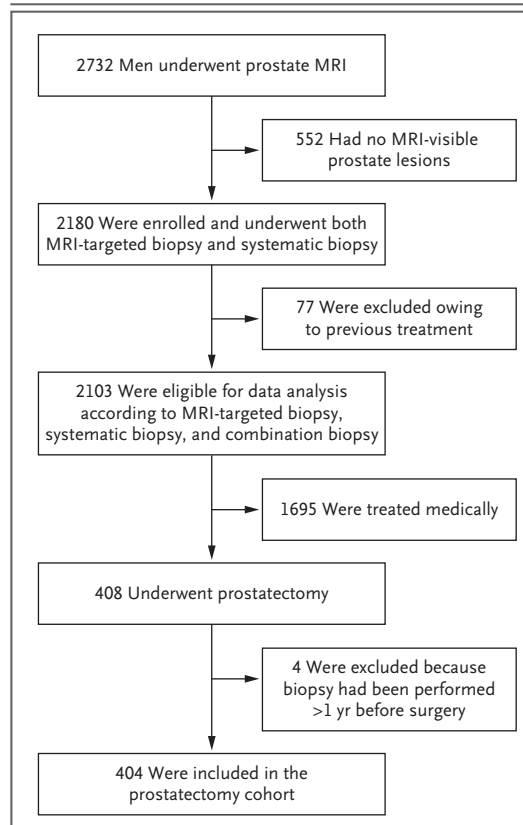 2732 Men underwent prostate MRI
552 Had no MRI-visible
prostate lesions
2180 Were enrolled and underwent both
MRI-targeted biopsy and systematic biopsy
77 Were excluded owing
to previous treatment
2103 Were eligible for data analysis
according to MRI-targeted biopsy,
systematic biopsy, and combination biopsy
1695 Were treated medically
408 Underwent prostatectomy
4 Were excluded because
biopsy had been performed
>1 yr before surgery
404 Were included in the
prostatectomy cohort